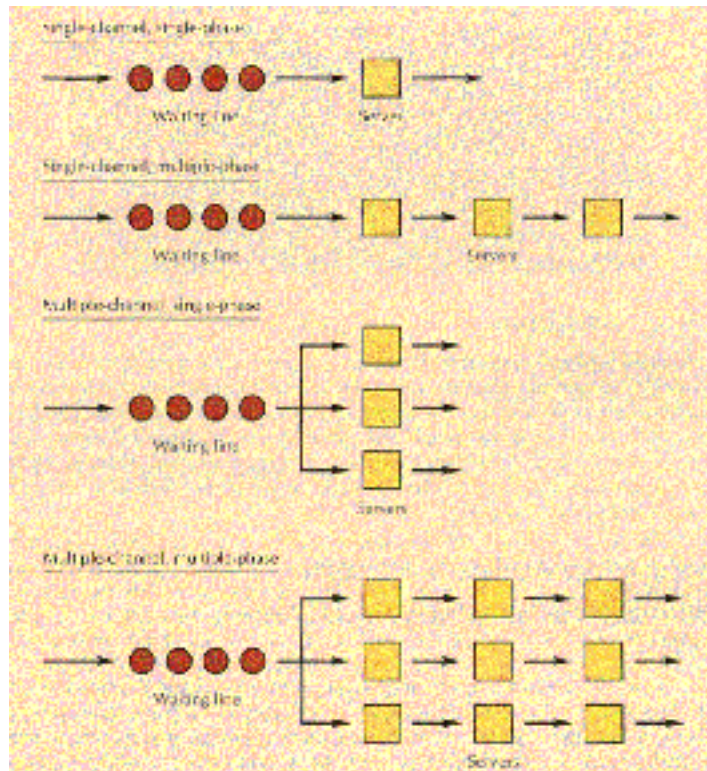 Single-channel, single-phase
Waiting line
Server
Single-channel, multiple-phase
Waiting line
Servers
Multiple-channel, single-phase
Waiting line
Servers
Multiple-channel, multiple-phase
Waiting line
Servers